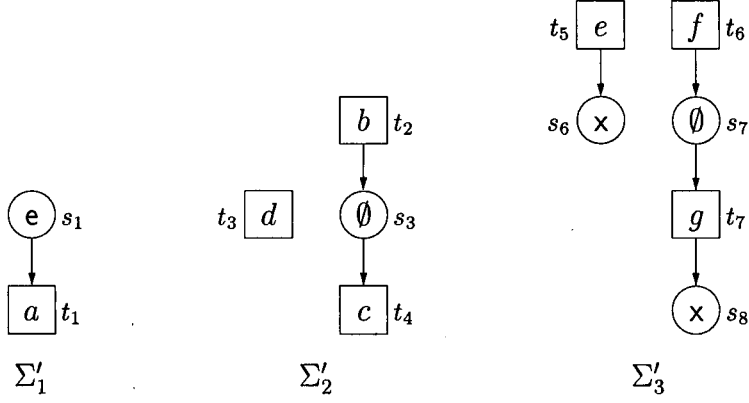 t₅ e f t₆
b t₂ s₆ x ∅ s₇
e s₁ t₃ d ∅ s₃ g t₇
a t₁ c t₄ x s₈
Σ′₁ Σ′₂ Σ′₃